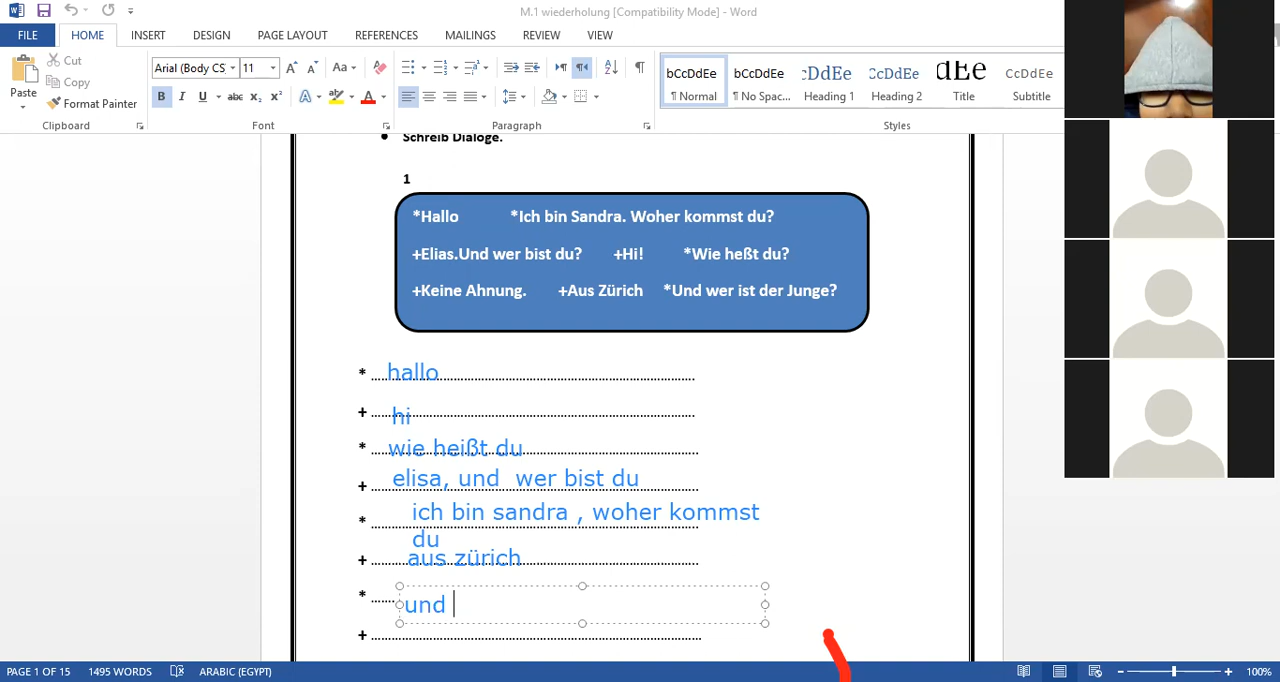 M.1 wiederholung [Compatibility Mode] - Word
FILE HOME INSERT DESIGN PAGE LAYOUT REFERENCES MAILINGS REVIEW VIEW
Paste
Cut
Copy
Format Painter
Clipboard
Arial (Body CS) 11
Font
Paragraph
bCcDdEe
¶ Normal
bCcDdEe
¶ No Spac...
:DdEe
Heading 1
CcDdEe
Heading 2
dEe
Title
CcDdEe
Subtitle
Styles
Schreib Dialoge.
1
*Hallo *Ich bin Sandra. Woher kommst du?
+Elias.Und wer bist du? +Hi! *Wie heßt du?
+Keine Ahnung. +Aus Zürich *Und wer ist der Junge?
* hallo
+ hi
* wie heißt du
+ elisa, und wer bist du
* ich bin sandra , woher kommst
du
+ aus zürich
* und
+
PAGE 1 OF 15 1495 WORDS ARABIC (EGYPT) 100%